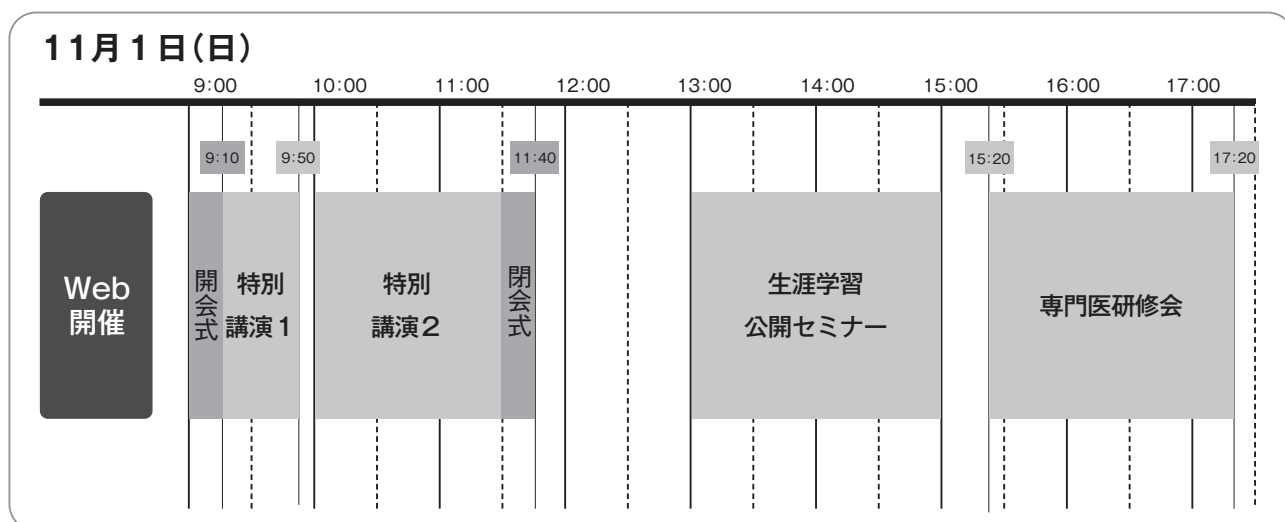 11月1日(日)
9:00 10:00 11:00 12:00 13:00 14:00 15:00 16:00 17:00
9:10 9:50 11:40 15:20 17:20
Web
開催
開会式
特別
講演1
特別
講演2
閉会式
生涯学習
公開セミナー
専門医研修会